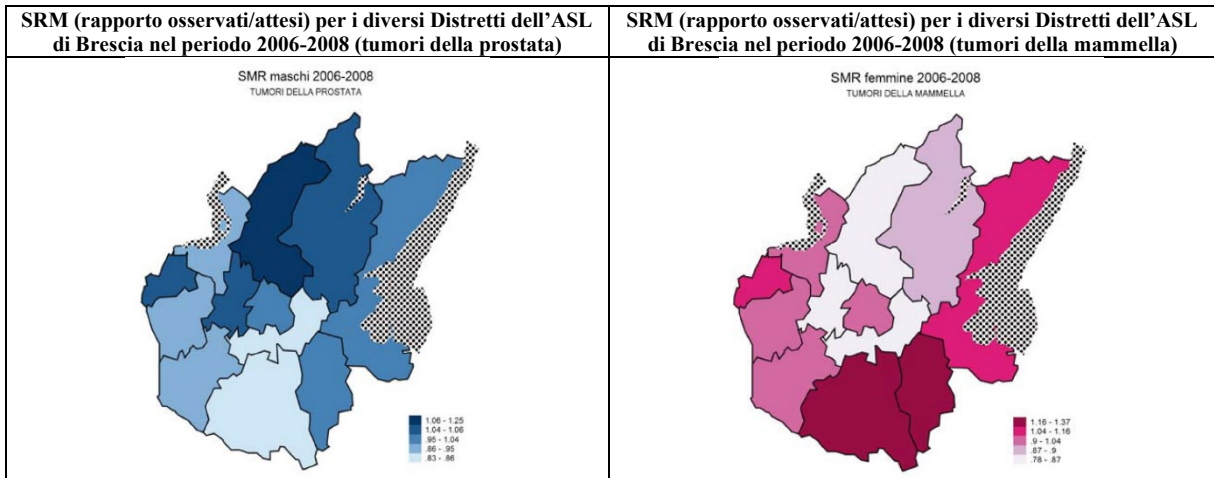 SRM (rapporto osservati/attesi) per i diversi Distretti dell'ASL
di Brescia nel periodo 2006-2008 (tumori della prostata)
SMR maschi 2006-2008
TUMORI DELLA PROSTATA
1.06 - 1.25
1.04 - 1.06
.95 - 1.04
.86 - .95
.83 - .86
SRM (rapporto osservati/attesi) per i diversi Distretti dell'ASL
di Brescia nel periodo 2006-2008 (tumori della mammella)
SMR femmine 2006-2008
TUMORI DELLA MAMMELLA
1.16 - 1.37
1.04 - 1.16
.9 - 1.04
.87 - .9
.78 - .87